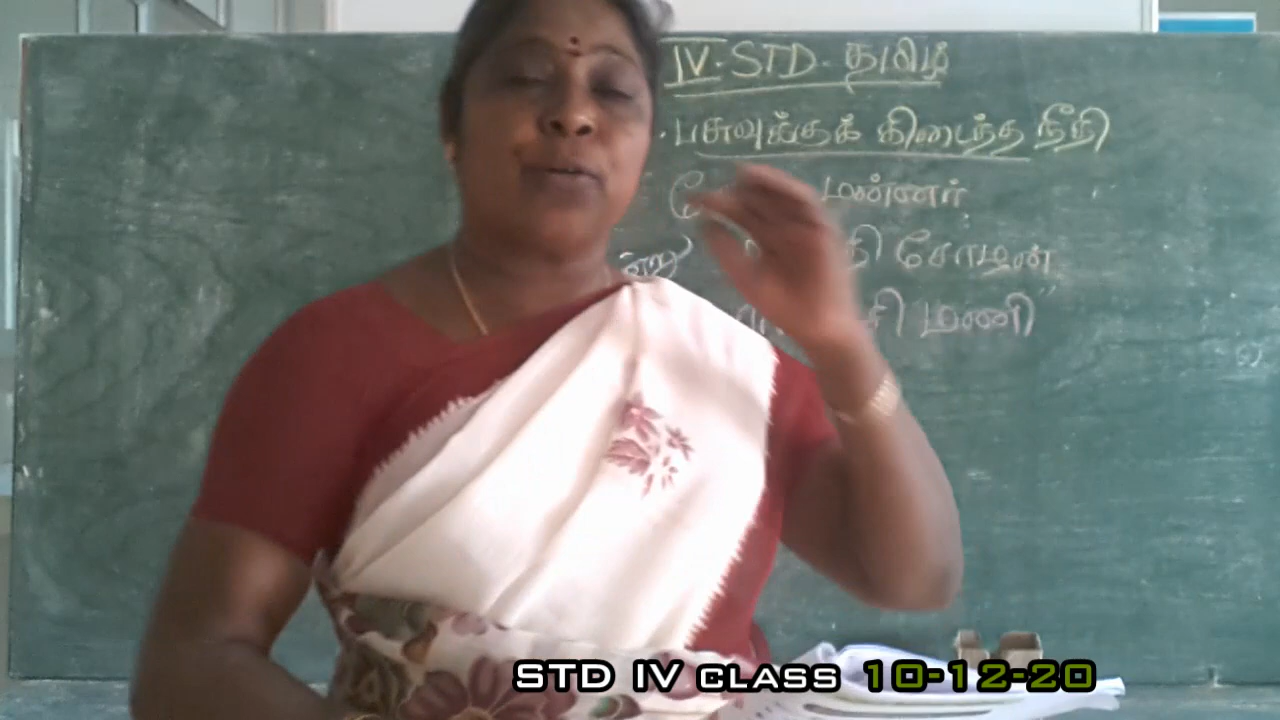 IV - STD - தமிழ்
பசுவுக்குக் கிடைத்த நீதி
மன்னர்
சோழன்
மணி"
STD IV CLASS 10-12-20